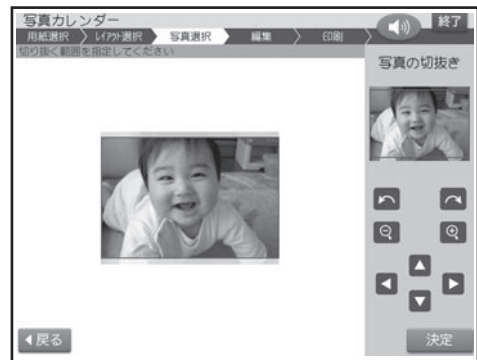 写真カレンダー
終了
用紙選択
レイアウト選択
写真選択
編集
印刷
切り抜く範囲を指定してください
写真の切抜き
戻る
決定